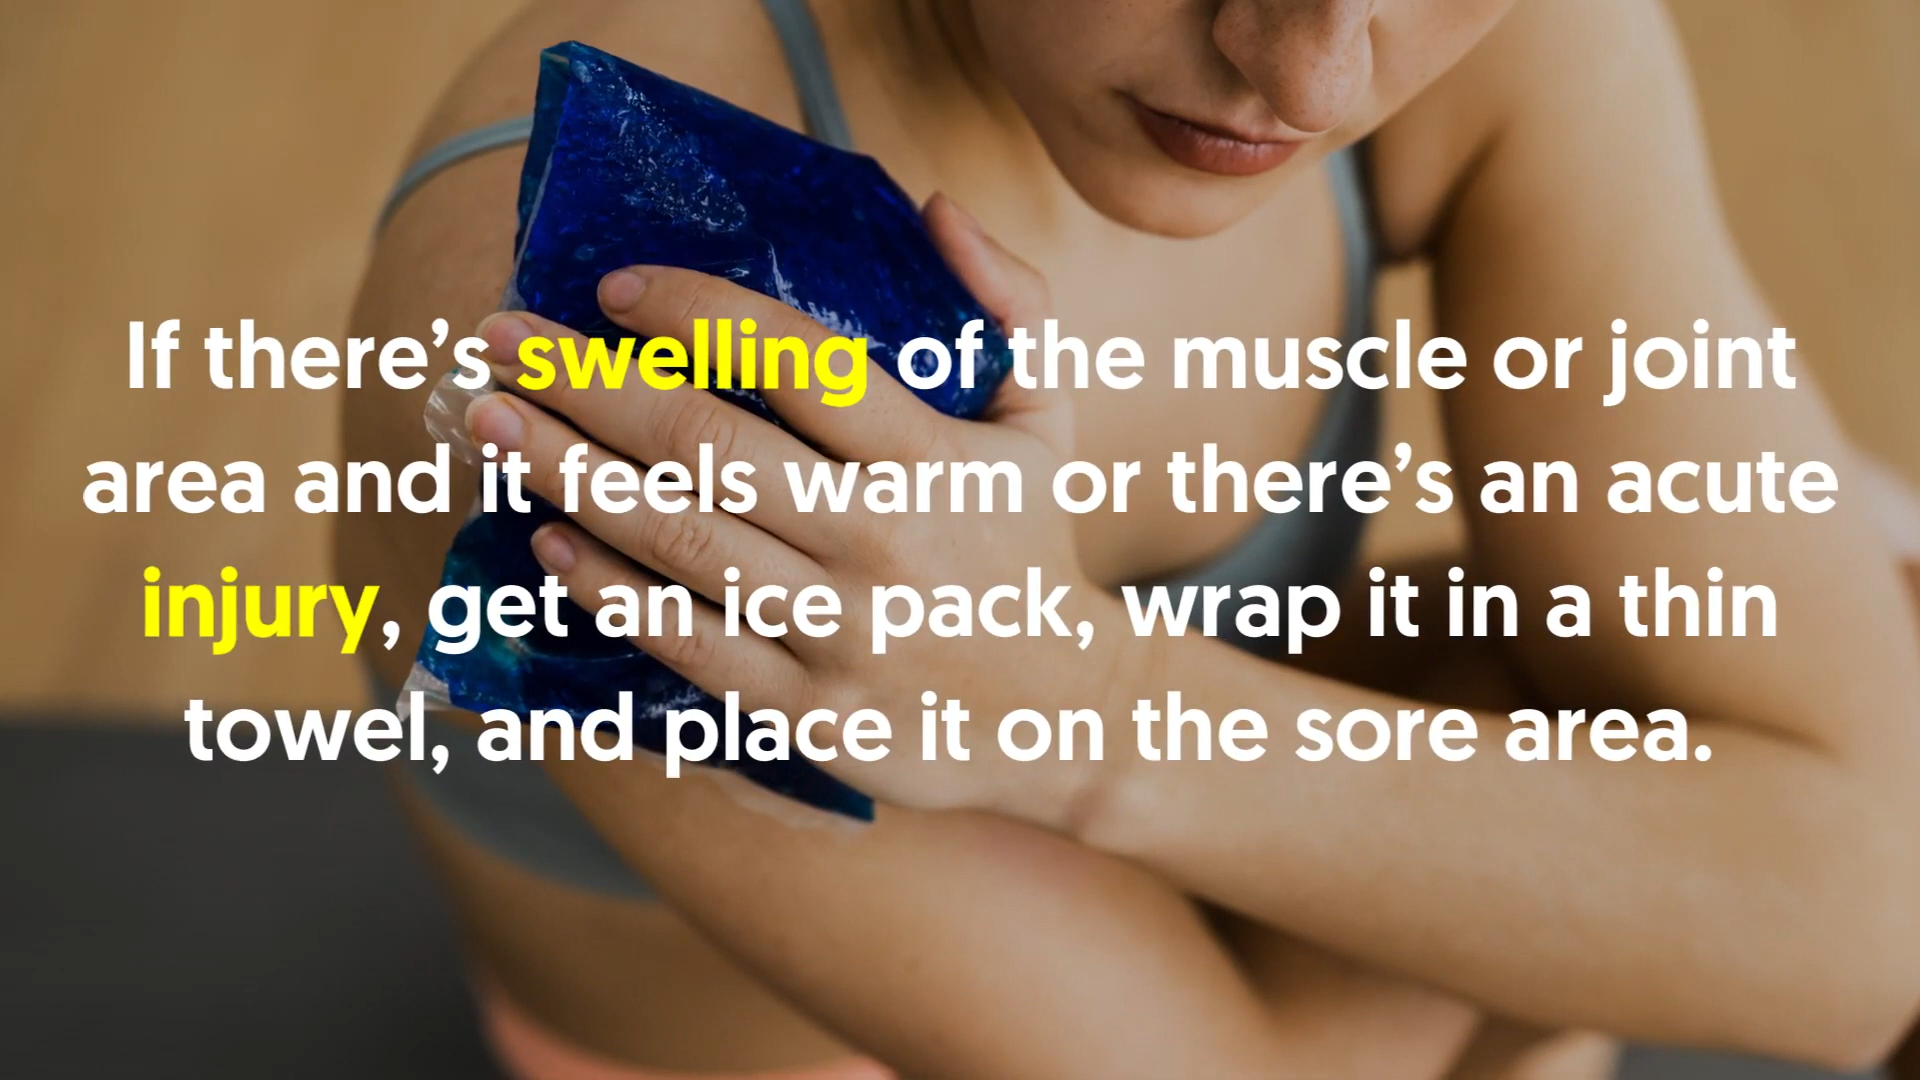 If there’s swelling of the muscle or joint
area and it feels warm or there’s an acute
injury, get an ice pack, wrap it in a thin
towel, and place it on the sore area.